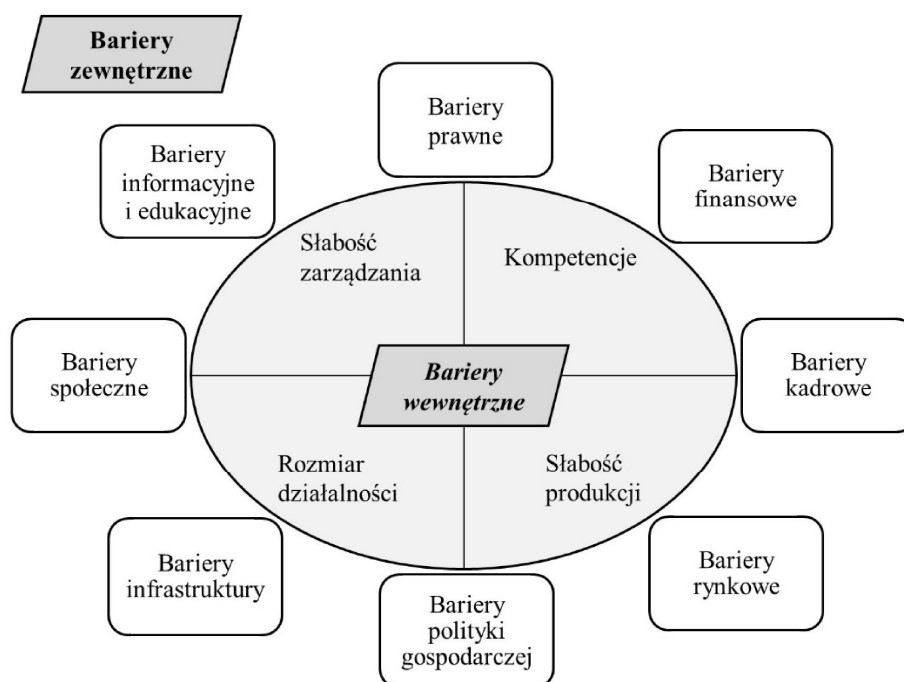 Bariery
zewnętrzne
Bariery
prawne
Bariery
informacyjne
i edukacyjne
Bariery
finansowe
Słabość
zarządzania
Kompetencje
Bariery
społeczne
Bariery
wewnętrzne
Bariery
kadrowe
Rozmiar
działalności
Słabość
produkcji
Bariery
infrastruktury
Bariery
rynkowe
Bariery
polityki
gospodarczej